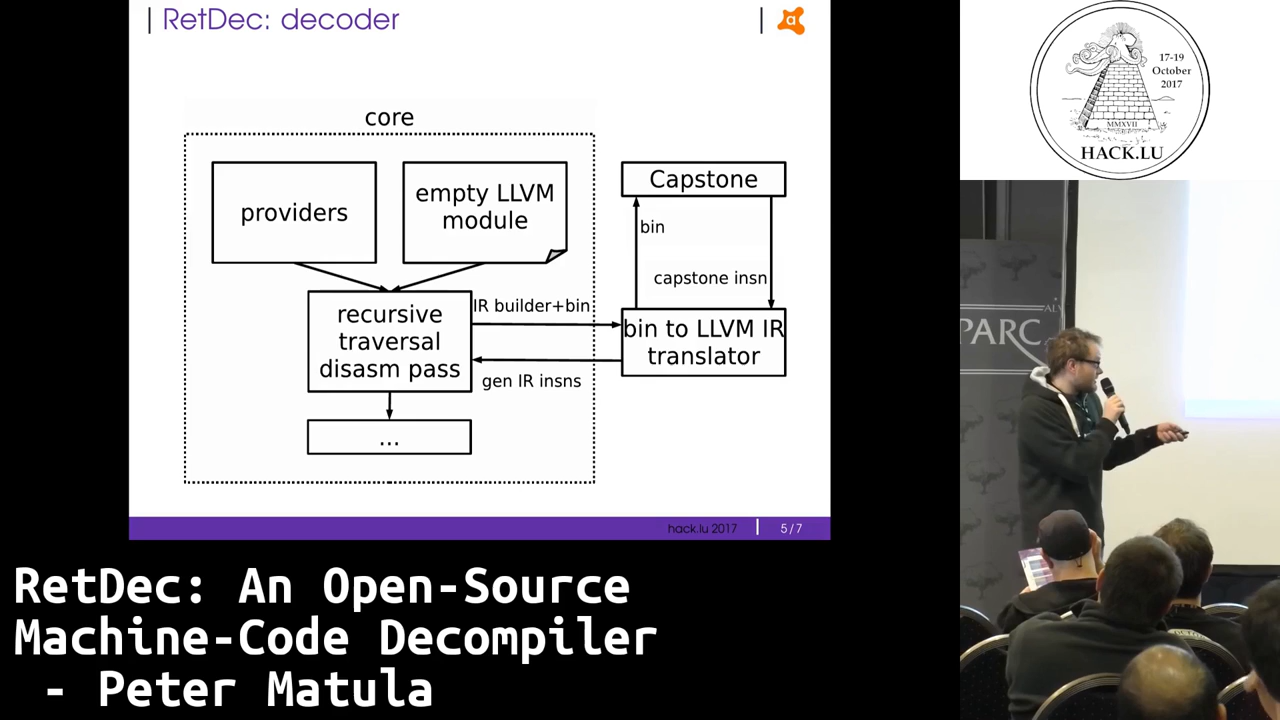 RetDec: decoder
core
providers
empty LLVM
module
Capstone
bin
capstone insn
recursive
traversal
disasm pass
IR builder+bin
gen IR insns
bin to LLVM IR
translator
...
hack.lu 2017
5/7
RetDec: An Open-Source
Machine-Code Decompiler
- Peter Matula
17-19
October
2017
MMXVII
HACK.LU
PARC